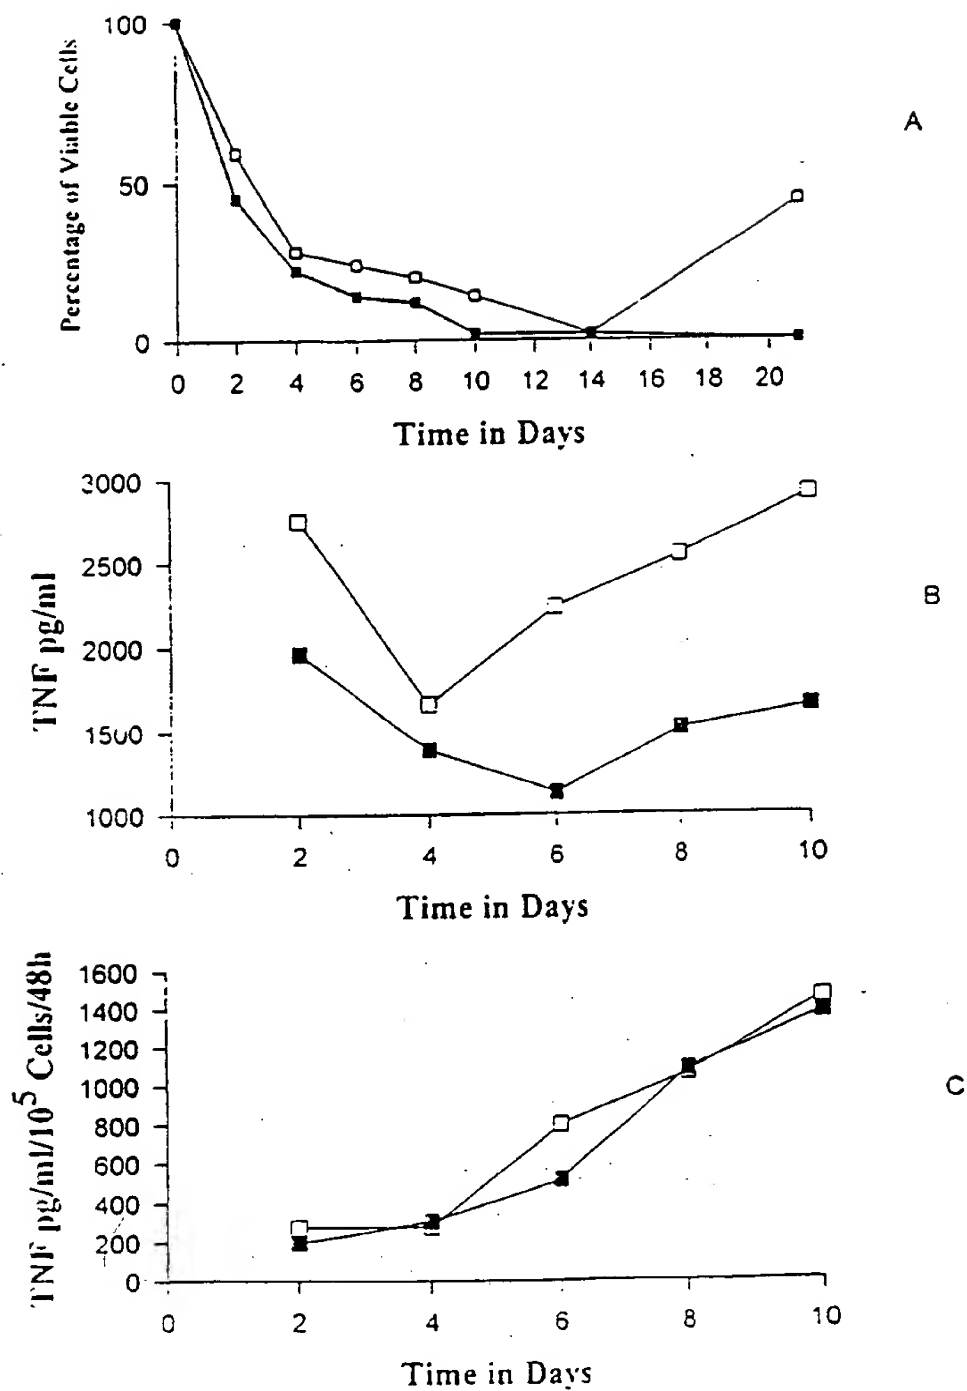 100
Percentage of Viable Cells
A
50
0
0 2 4 6 8 10 12 14 16 18 20
Time in Days
3000
2500
TNF pg/ml
B
2000
1500
1000
0 2 4 6 8 10
Time in Days
1600
1400
1200
TNF pg/ml/10⁵ Cells/48h
1000
C
800
600
400
200
0
0 2 4 6 8 10
Time in Days